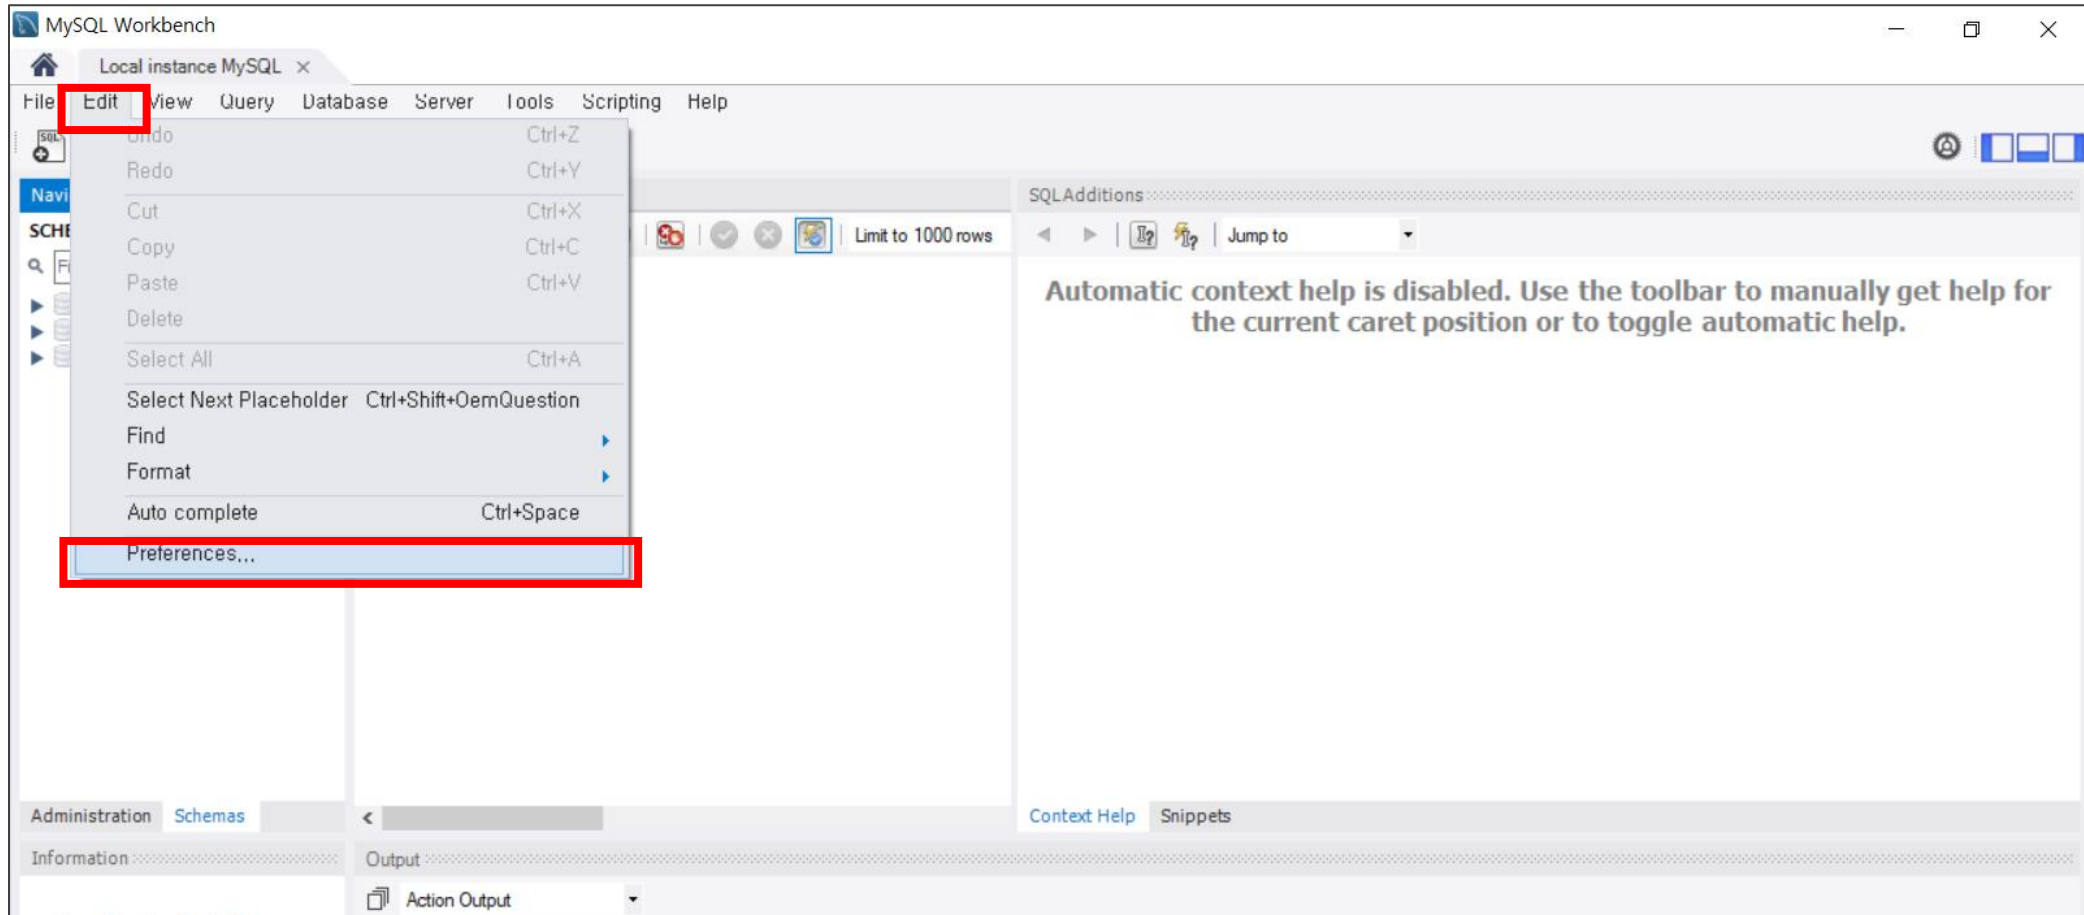 MySQL Workbench
Local instance MySQL
File Edit View Query Database Server Tools Scripting Help
SQL
Undo Ctrl+Z
Redo Ctrl+Y
Navi
SQLAdditions
Cut Ctrl+X
SCHE
Limit to 1000 rows
Jump to
Copy Ctrl+C
Fi
Paste Ctrl+V
Automatic context help is disabled. Use the toolbar to manually get help for
the current caret position or to toggle automatic help.
Delete
Select All Ctrl+A
Select Next Placeholder Ctrl+Shift+OemQuestion
Find
Format
Auto complete Ctrl+Space
Preferences...
Administration Schemas
Context Help Snippets
Information
Output
Action Output